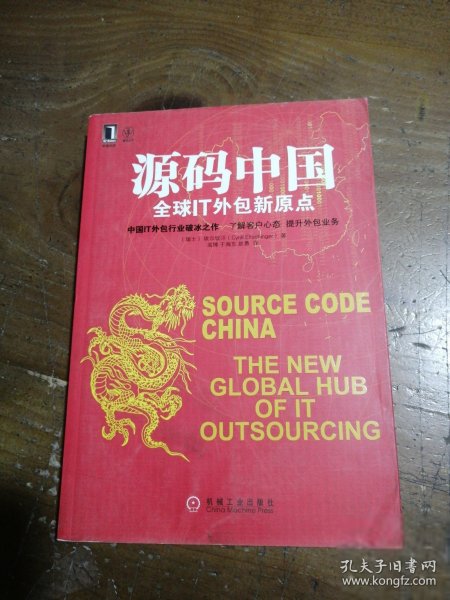 源码中国
全球IT外包新原点
中国IT外包行业破冰之作 了解客户心态 提升外包业务
SOURCE CODE
CHINA
THE NEW
GLOBAL HUB
OF IT
OUTSOURCING
机械工业出版社
China Machine Press
孔夫子旧书网
www.kongfz.com